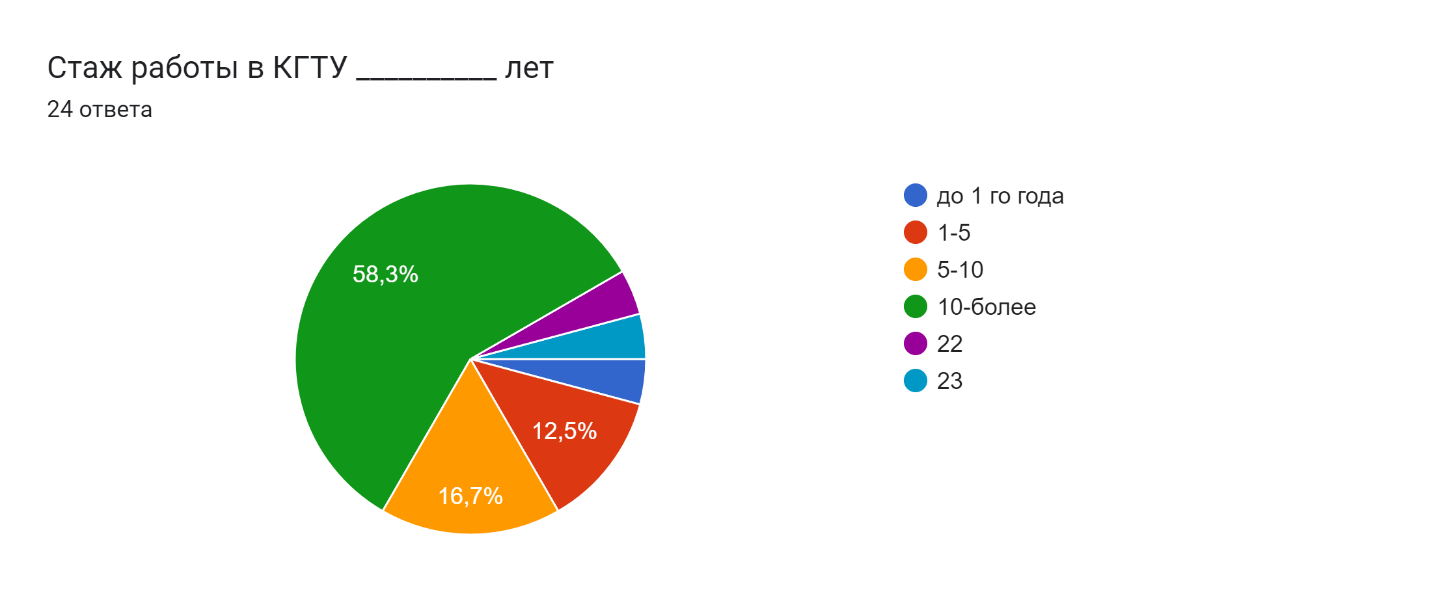 Стаж работы в КГТУ __________ лет
24 ответа
58,3%
12,5%
16,7%
до 1 го года
1-5
5-10
10-более
22
23